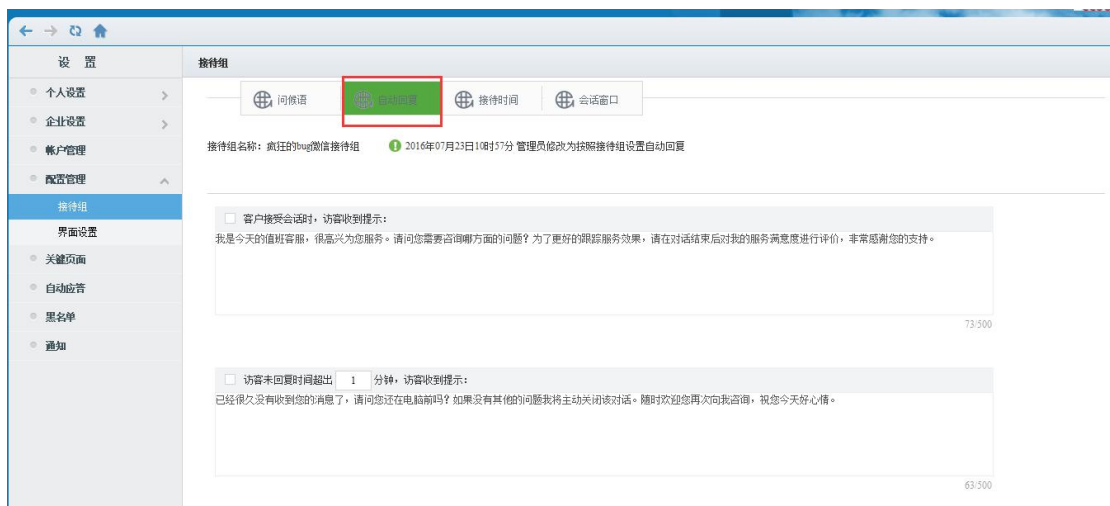 设 置
接待组
个人设置
企业设置
帐户管理
配置管理
接待组
界面设置
关键页面
自动应答
黑名单
通知
问候语
自动回复
接待时间
会话窗口
接待组名称：疯狂的bug微信接待组
2016年07月23日10时57分 管理员修改为按照接待组设置自动回复
客户接受会话时，访客收到提示：
我是今天的值班客服，很高兴为您服务。请问您需要咨询哪方面的问题？为了更好的跟踪服务效果，请在对话结束后对我的服务满意度进行评价，非常感谢您的支持。
73/500
访客未回复时间超出 1 分钟，访客收到提示：
已经很久没有收到您的消息了，请问您还在电脑前吗？如果没有其他的问题我将主动关闭该对话。随时欢迎您再次向我咨询，祝您今天好心情。
63/500